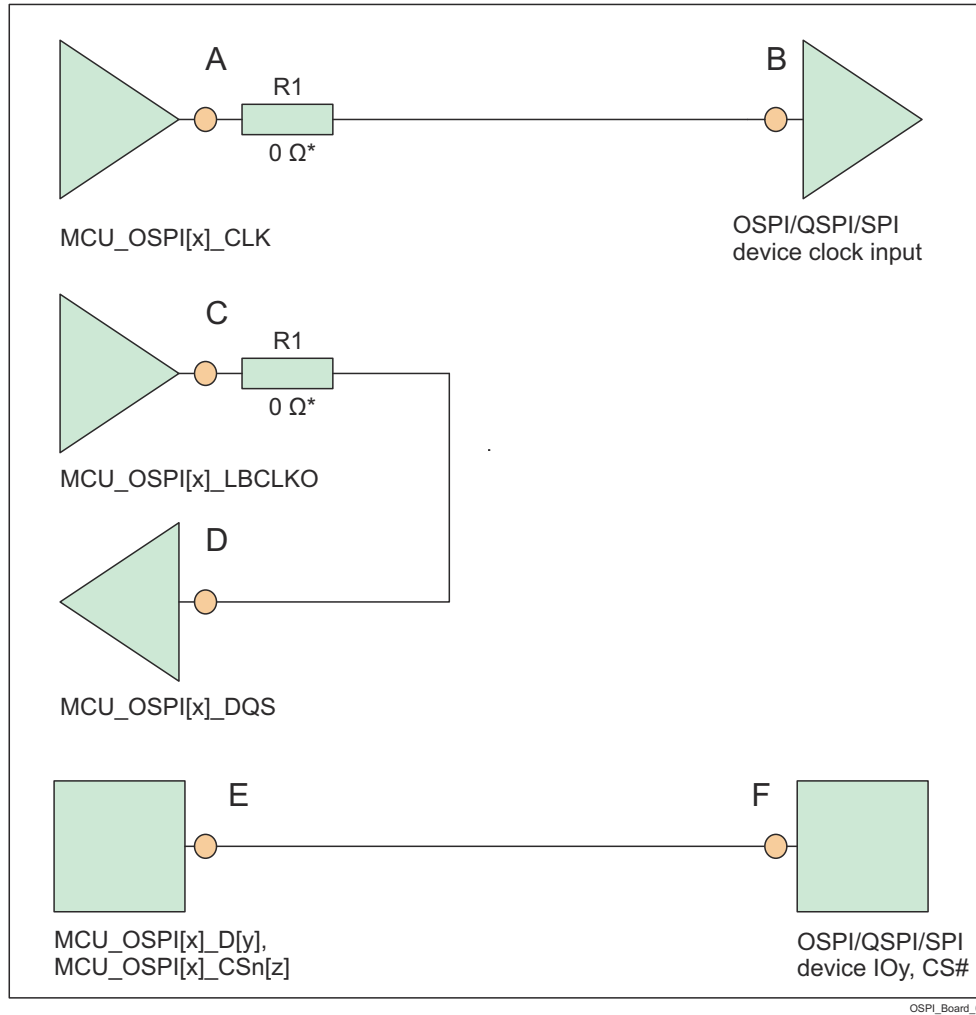 A
B
R1
0 Ω*
MCU_OSPI[x]_CLK
OSPI/QSPI/SPI
device clock input
C
R1
0 Ω*
MCU_OSPI[x]_LBCLKO
D
MCU_OSPI[x]_DQS
E
F
MCU_OSPI[x]_D[y],
MCU_OSPI[x]_CSn[z]
OSPI/QSPI/SPI
device IOy, CS#
OSPI_Board_